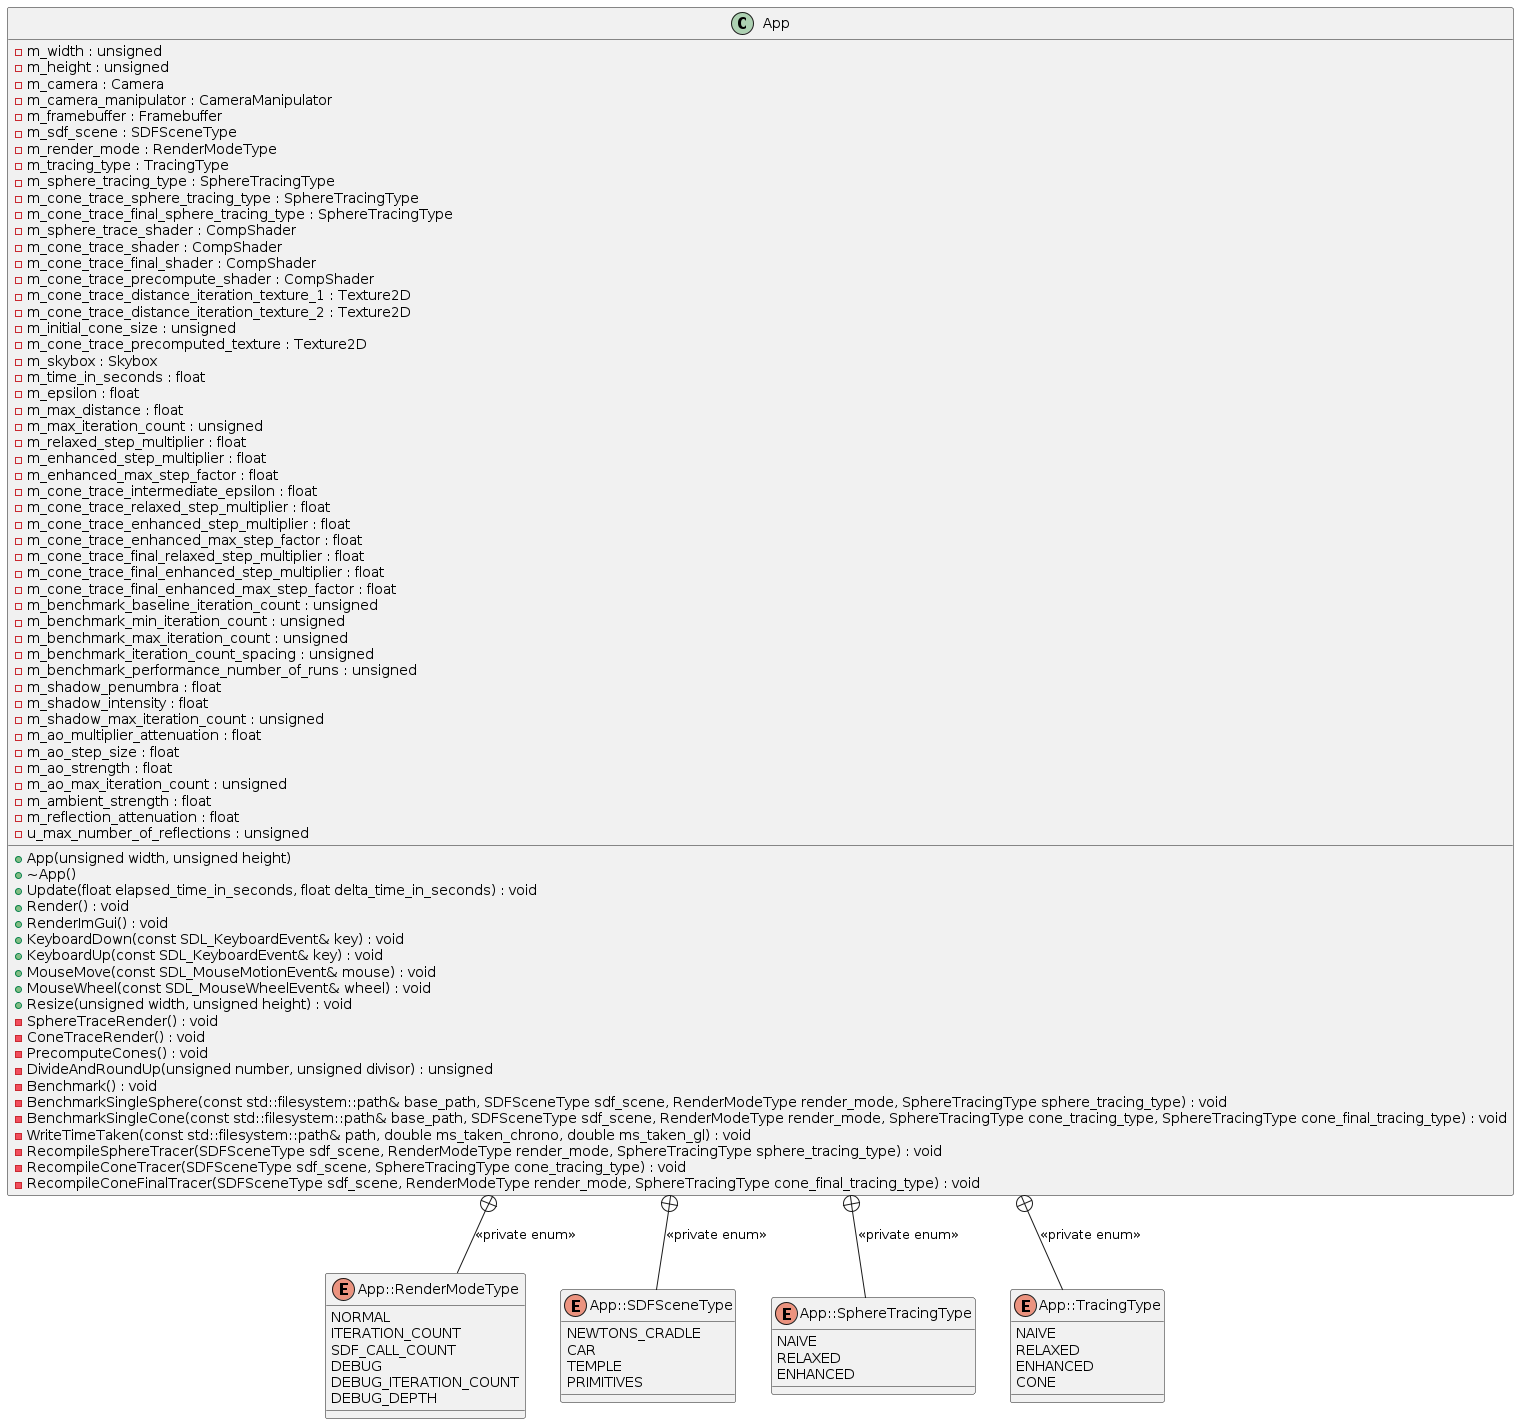 C App
m_width : unsigned
m_height : unsigned
m_camera : Camera
m_camera_manipulator : CameraManipulator
m_framebuffer : Framebuffer
m_sdf_scene : SDFSceneType
m_render_mode : RenderModeType
m_tracing_type : TracingType
m_sphere_tracing_type : SphereTracingType
m_cone_trace_sphere_tracing_type : SphereTracingType
m_cone_trace_final_sphere_tracing_type : SphereTracingType
m_sphere_trace_shader : CompShader
m_cone_trace_shader : CompShader
m_cone_trace_final_shader : CompShader
m_cone_trace_precompute_shader : CompShader
m_cone_trace_distance_iteration_texture_1 : Texture2D
m_cone_trace_distance_iteration_texture_2 : Texture2D
m_initial_cone_size : unsigned
m_cone_trace_precomputed_texture : Texture2D
m_skybox : Skybox
m_time_in_seconds : float
m_epsilon : float
m_max_distance : float
m_max_iteration_count : unsigned
m_relaxed_step_multiplier : float
m_enhanced_step_multiplier : float
m_enhanced_max_step_factor : float
m_cone_trace_intermediate_epsilon : float
m_cone_trace_relaxed_step_multiplier : float
m_cone_trace_enhanced_step_multiplier : float
m_cone_trace_enhanced_max_step_factor : float
m_cone_trace_final_relaxed_step_multiplier : float
m_cone_trace_final_enhanced_step_multiplier : float
m_cone_trace_final_enhanced_max_step_factor : float
m_benchmark_baseline_iteration_count : unsigned
m_benchmark_min_iteration_count : unsigned
m_benchmark_max_iteration_count : unsigned
m_benchmark_iteration_count_spacing : unsigned
m_benchmark_performance_number_of_runs : unsigned
m_shadow_penumbra : float
m_shadow_intensity : float
m_shadow_max_iteration_count : unsigned
m_ao_multiplier_attenuation : float
m_ao_step_size : float
m_ao_strength : float
m_ao_max_iteration_count : unsigned
m_ambient_strength : float
m_reflection_attenuation : float
u_max_number_of_reflections : unsigned
App(unsigned width, unsigned height)
~App()
Update(float elapsed_time_in_seconds, float delta_time_in_seconds) : void
Render() : void
RenderImGui() : void
KeyboardDown(const SDL_KeyboardEvent& key) : void
KeyboardUp(const SDL_KeyboardEvent& key) : void
MouseMove(const SDL_MouseMotionEvent& mouse) : void
MouseWheel(const SDL_MouseWheelEvent& wheel) : void
Resize(unsigned width, unsigned height) : void
SphereTraceRender() : void
ConeTraceRender() : void
PrecomputeCones() : void
DivideAndRoundUp(unsigned number, unsigned divisor) : unsigned
Benchmark() : void
BenchmarkSingleSphere(const std::filesystem::path& base_path, SDFSceneType sdf_scene, RenderModeType render_mode, SphereTracingType sphere_tracing_type) : void
BenchmarkSingleCone(const std::filesystem::path& base_path, SDFSceneType sdf_scene, RenderModeType render_mode, SphereTracingType cone_tracing_type, SphereTracingType cone_final_tracing_type) : void
WriteTimeTaken(const std::filesystem::path& path, double ms_taken_chrono, double ms_taken_gl) : void
RecompileSphereTracer(SDFSceneType sdf_scene, RenderModeType render_mode, SphereTracingType sphere_tracing_type) : void
RecompileConeTracer(SDFSceneType sdf_scene, SphereTracingType cone_tracing_type) : void
RecompileConeFinalTracer(SDFSceneType sdf_scene, RenderModeType render_mode, SphereTracingType cone_final_tracing_type) : void
«private enum» «private enum» «private enum» «private enum»
E App::RenderModeType
NORMAL
ITERATION_COUNT
SDF_CALL_COUNT
DEBUG
DEBUG_ITERATION_COUNT
DEBUG_DEPTH
E App::SDFSceneType
NEWTONS_CRADLE
CAR
TEMPLE
PRIMITIVES
E App::SphereTracingType
NAIVE
RELAXED
ENHANCED
E App::TracingType
NAIVE
RELAXED
ENHANCED
CONE